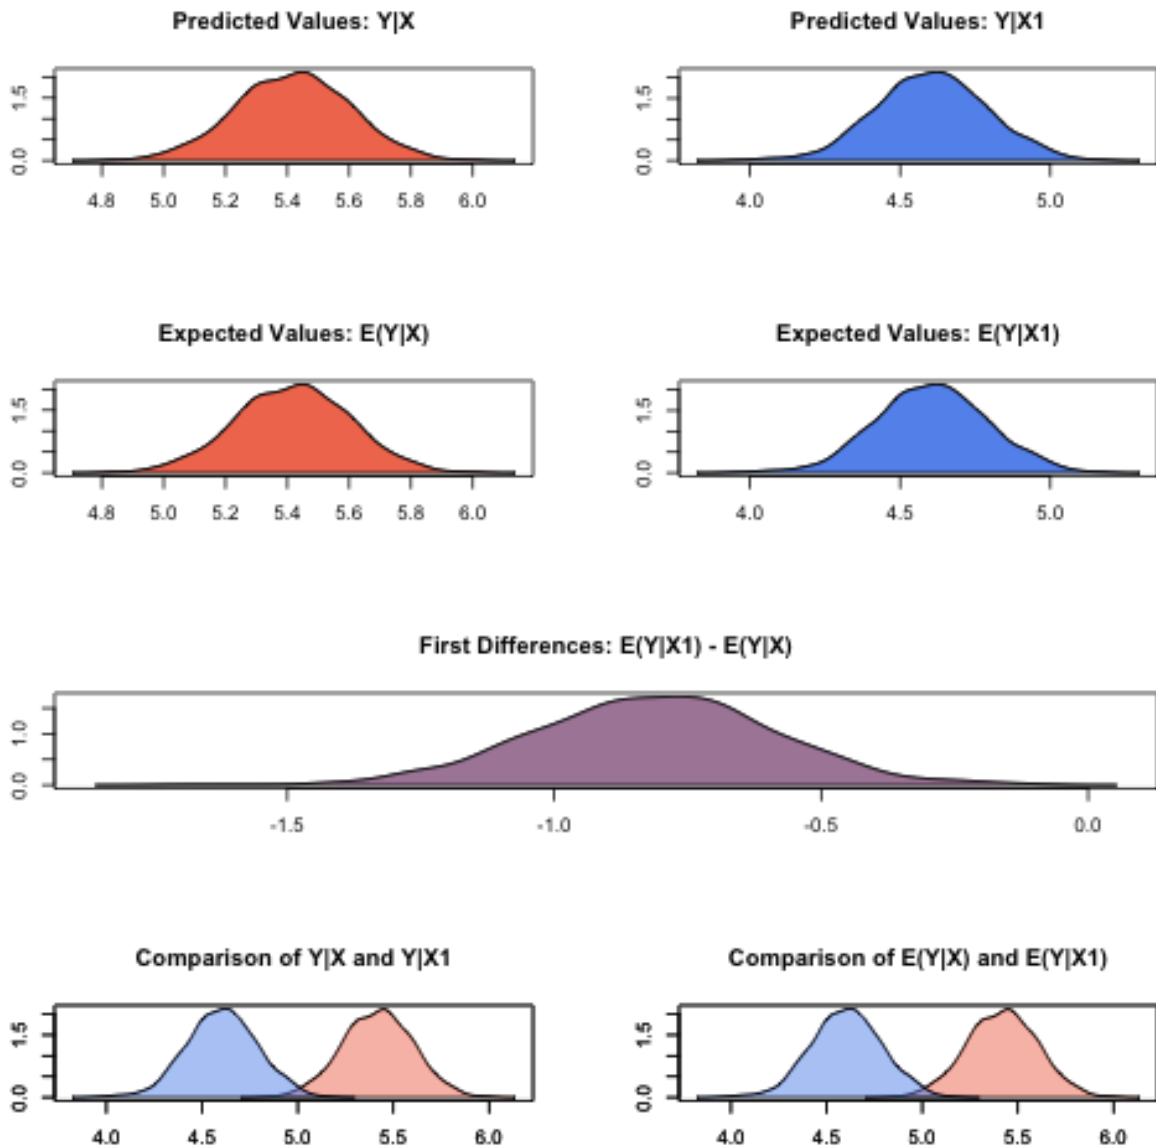 Predicted Values: Y|X
Predicted Values: Y|X1
0.0 1.5
4.8 5.0 5.2 5.4 5.6 5.8 6.0
0.0 1.5
4.0 4.5 5.0
Expected Values: E(Y|X)
Expected Values: E(Y|X1)
0.0 1.5
4.8 5.0 5.2 5.4 5.6 5.8 6.0
0.0 1.5
4.0 4.5 5.0
First Differences: E(Y|X1) - E(Y|X)
0.0 1.0
-1.5 -1.0 -0.5 0.0
Comparison of Y|X and Y|X1
Comparison of E(Y|X) and E(Y|X1)
0.0 1.5
4.0 4.5 5.0 5.5 6.0
0.0 1.5
4.0 4.5 5.0 5.5 6.0